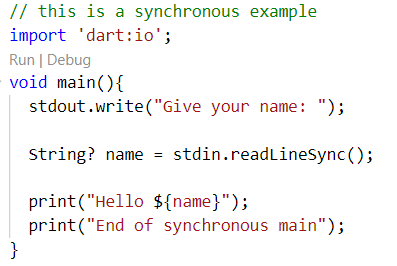 // this is a synchronous example
import 'dart:io';
Run | Debug
void main(){
  stdout.write("Give your name: ");

  String? name = stdin.readLineSync();

  print("Hello ${name}");
  print("End of synchronous main");
}